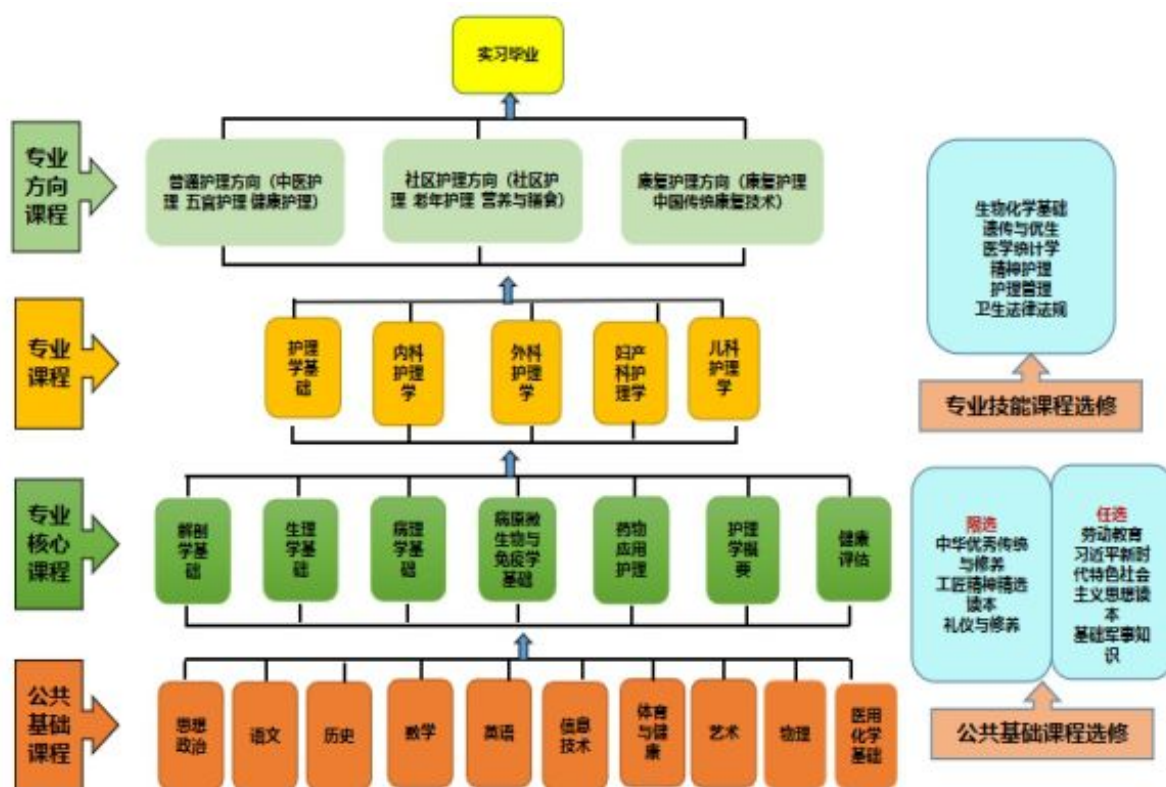 实习毕业
专业
方向
课程
普通护理方向（中医护
理 五官护理 健康护理）
社区护理方向（社区护
理 老年护理 营养与膳食）
康复护理方向（康复护理
中国传统康复技术）
专业
课程
护理
学基
础
内科
护理
学
外科
护理
学
妇产
科护
理学
儿科
护理
学
专业
核心
课程
解剖
学基
础
生理
学基
础
病理
学基
础
病原微
生物与
免疫学
基础
药物
应用
护理
护理
学概
要
健康
评估
公共
基础
课程
思想
政治
语文
历史
数学
英语
信息
技术
体育
与健
康
艺术
物理
医用
化学
基础
生物化学基础
遗传与优生
医学统计学
精神护理
护理管理
卫生法律法规
专业技能课程选修
限选
中华优秀传统
与修养
工匠精神精选
读本
礼仪与修养
任选
劳动教育
习近平新时
代特色社会
主义思想读
本
基础军事知
识
公共基础课程选修